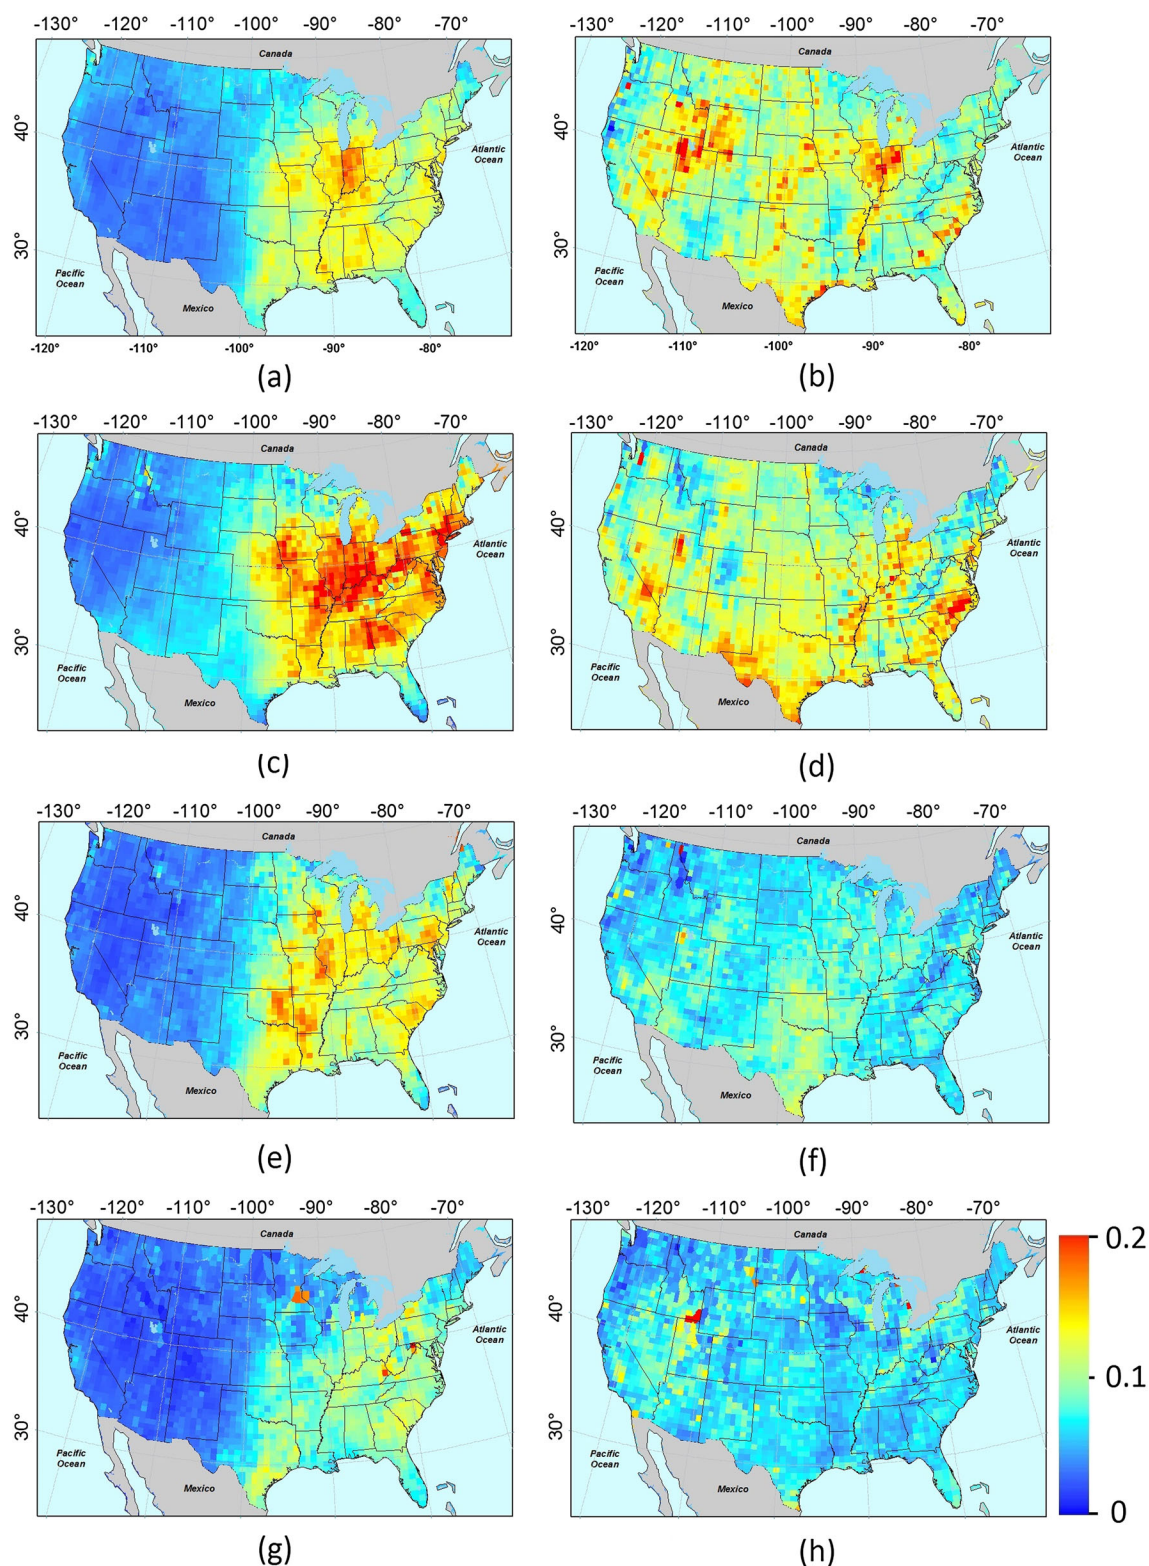 -130° -120° -110° -100° -90° -80° -70°
Canada
40°
30°
Atlantic
Ocean
Pacific
Ocean
Mexico
-120° -110° -100° -90° -80°
(a)
-130° -120° -110° -100° -90° -80° -70°
Canada
40°
30°
Atlantic
Ocean
Pacific
Ocean
Mexico
-120° -110° -100° -90° -80°
(b)
-130° -120° -110° -100° -90° -80° -70°
Canada
40°
30°
Atlantic
Ocean
Pacific
Ocean
Mexico
(c)
-130° -120° -110° -100° -90° -80° -70°
Canada
40°
30°
Atlantic
Ocean
Pacific
Ocean
Mexico
(d)
-130° -120° -110° -100° -90° -80° -70°
Canada
40°
30°
Atlantic
Ocean
Pacific
Ocean
Mexico
(e)
-130° -120° -110° -100° -90° -80° -70°
Canada
40°
30°
Atlantic
Ocean
Pacific
Ocean
Mexico
(f)
-130° -120° -110° -100° -90° -80° -70°
Canada
40°
30°
Atlantic
Ocean
Pacific
Ocean
Mexico
(g)
-130° -120° -110° -100° -90° -80° -70°
Canada
40°
30°
Atlantic
Ocean
Pacific
Ocean
Mexico
(h)
0.2
0.1
0